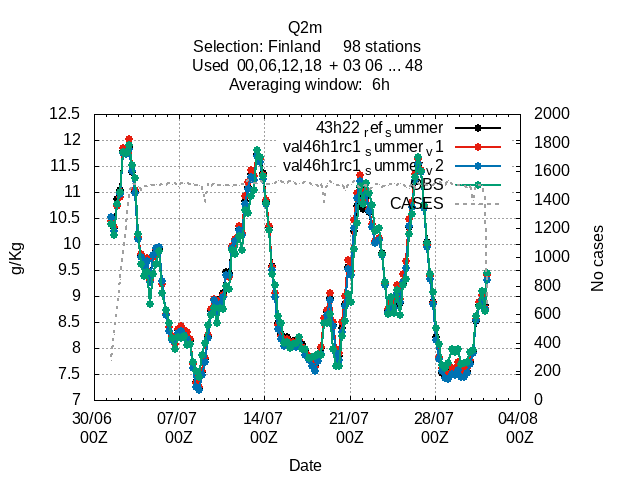 Q2m
Selection: Finland 98 stations
Used 00,06,12,18 + 03 06 ... 48
Averaging window: 6h
12.5
12
11.5
11
10.5
10
9.5
9
8.5
8
7.5
7
2000
1800
1600
1400
1200
1000
800
600
400
200
0
43h22refsummer
val46h1rc1summerv1
val46h1rc1summerv2
OBS
CASES
g/Kg
No cases
30/06 07/07 14/07 21/07 28/07 04/08
00Z 00Z 00Z 00Z 00Z 00Z
Date